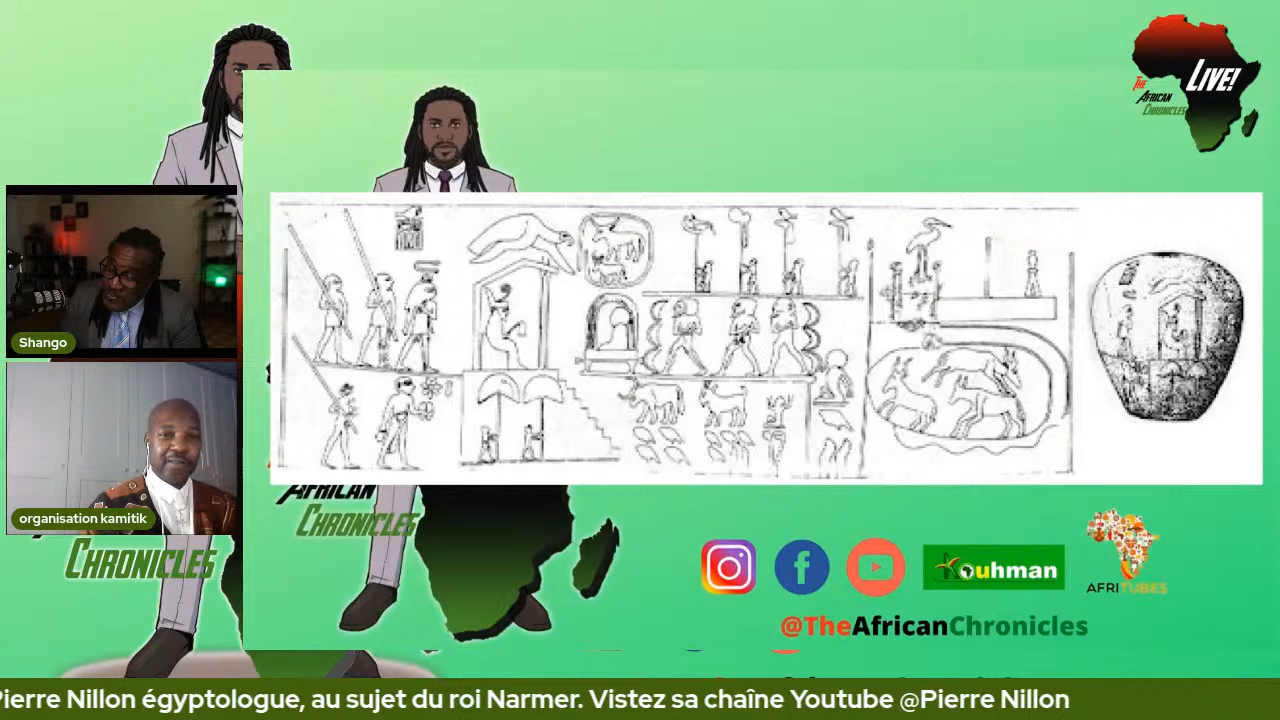 THE
AFRICAN
CHRONICLES
LIVE!
Shango
organisation kamitik
AFRICAN
CHRONICLES
CHRONICLES
Kouhman
AFRITUBES
@TheAfricanChronicles
Pierre Nillon égyptologue, au sujet du roi Narmer. Vistez sa chaîne Youtube @Pierre Nillon